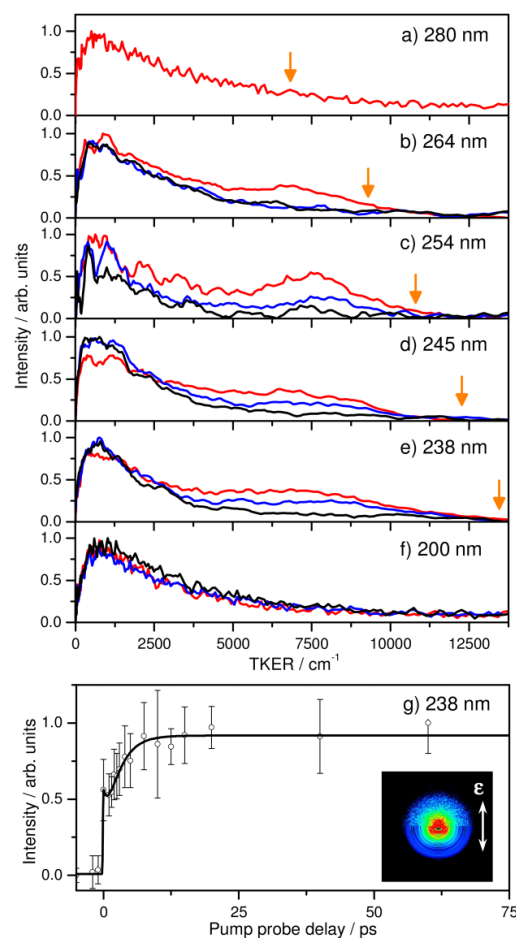 a) 280 nm
1.0
0.5
0.0
b) 264 nm
1.0
0.5
0.0
c) 254 nm
1.0
0.5
0.0
d) 245 nm
1.0
0.5
0.0
e) 238 nm
1.0
0.5
0.0
f) 200 nm
1.0
0.5
0.0
Intensity / arb. units
0 2500 5000 7500 10000 12500
TKER / cm⁻¹
g) 238 nm
1.0
0.5
0.0
Intensity / arb. units
ε
0 25 50 75
Pump probe delay / ps